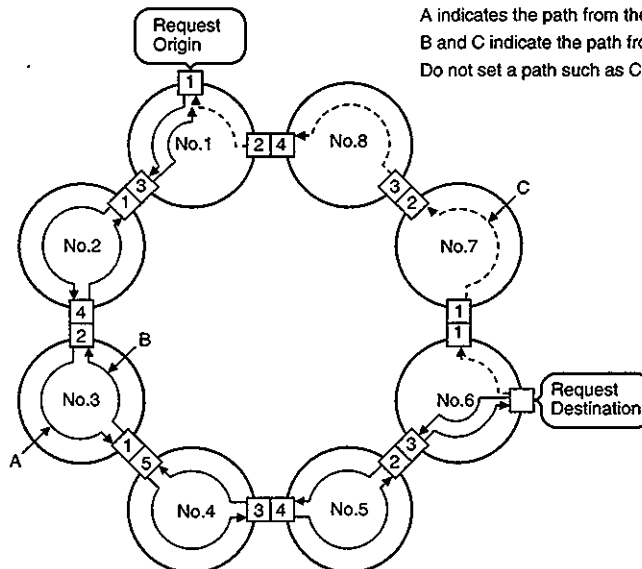 Request
Origin
A indicates the path from the
B and C indicate the path fro
Do not set a path such as C
1
No.1
2 4
No.8
3
1
3
2
C
No.2
No.7
4
2
1
1
B
No.3
No.6
Request
Destination
A
1
5
3
2
No.4
3 4
No.5